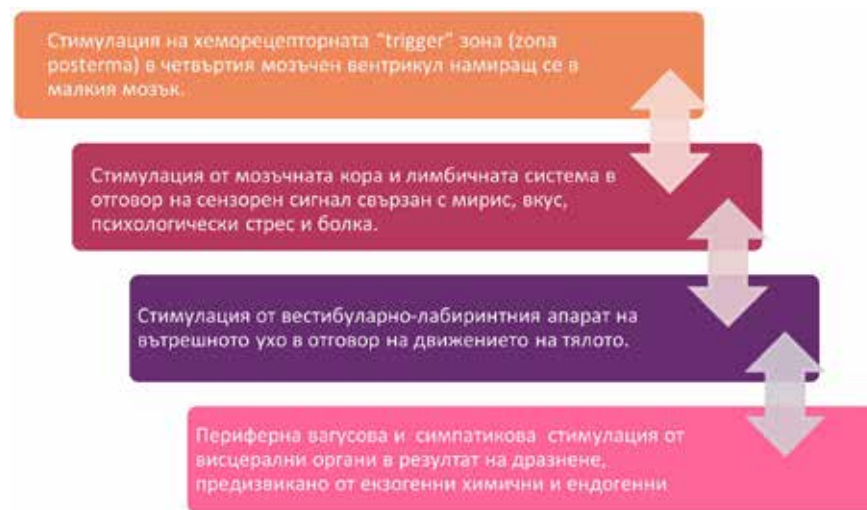 Стимулация на хеморецепторната "trigger" зона (zona
posterma) в четвъртия мозъчен вентрикул намиращ се в
малкия мозък.
Стимулация от мозъчната кора и лимбичната система в
отговор на сензорен сигнал свързан с мирис, вкус,
психологически стрес и болка.
Стимулация от вестибуларно-лабиринтния апарат на
вътрешното ухо в отговор на движението на тялото.
Периферна вагусова и симпатикова стимулация от
висцерални органи в резултат на дразнене,
предизвикано от екзогенни химични и ендогенни